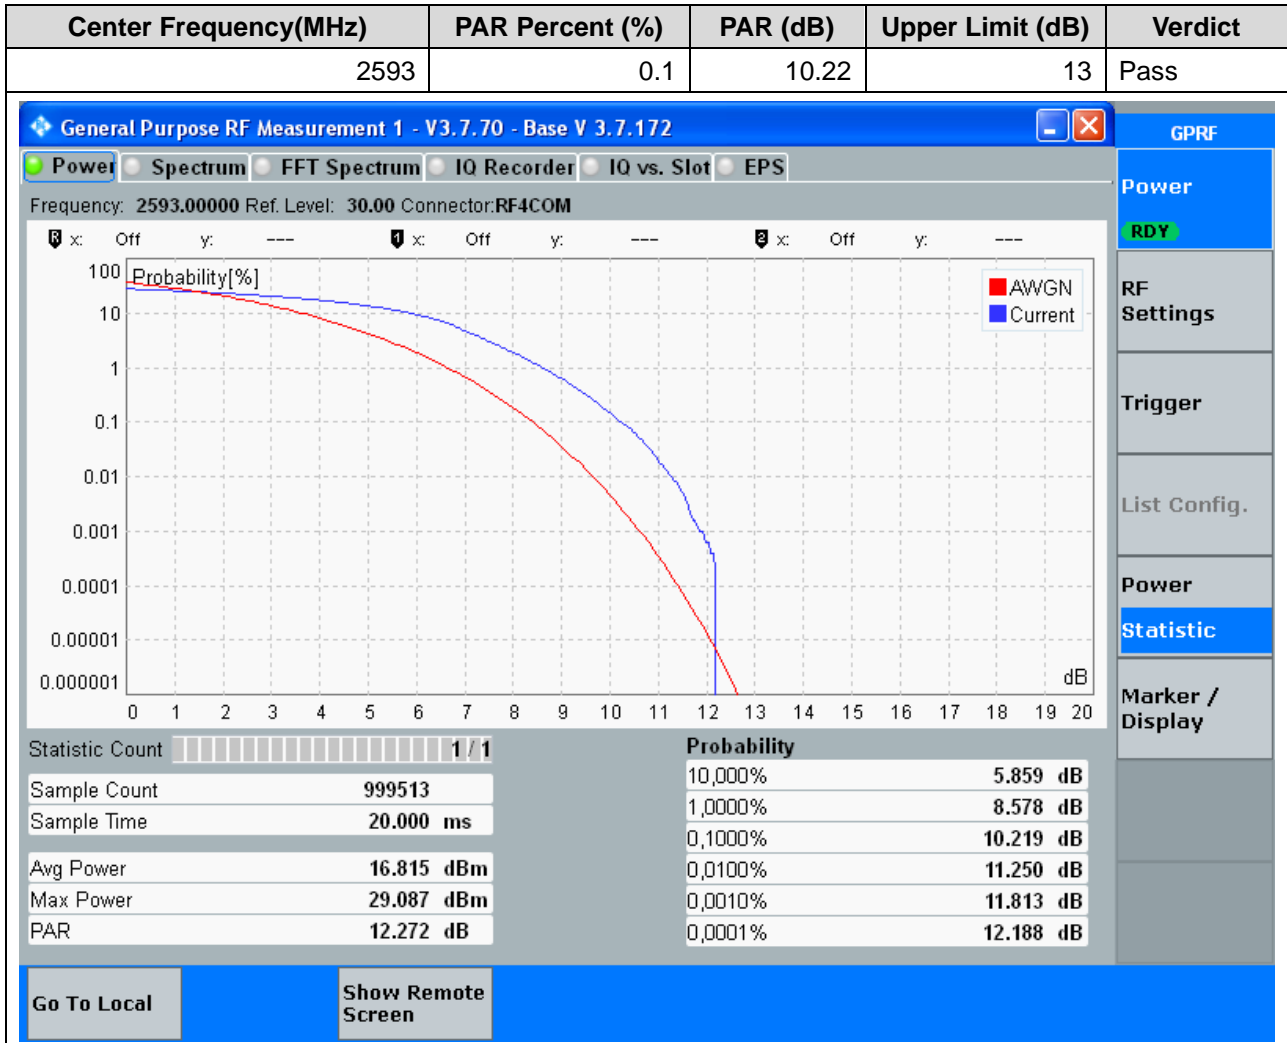 Center Frequency(MHz) PAR Percent (%) PAR (dB) Upper Limit (dB) Verdict
2593 0.1 10.22 13 Pass
General Purpose RF Measurement 1 - V3.7.70 - Base V 3.7.172
GPRF
Power Spectrum FFT Spectrum IQ Recorder IQ vs. Slot EPS
Power
RDY
Frequency: 2593.00000 Ref. Level: 30.00 Connector:RF4COM
R x: Off y: --- 1 x: Off y: --- 2 x: Off y: ---
Probability[%]
AWGN
Current
100
10
1
0.1
0.01
0.001
0.0001
0.00001
0.000001
dB
0 1 2 3 4 5 6 7 8 9 10 11 12 13 14 15 16 17 18 19 20
RF
Settings
Trigger
List Config.
Power
Statistic
Marker /
Display
Statistic Count 1 / 1
Sample Count 999513
Sample Time 20.000 ms
Avg Power 16.815 dBm
Max Power 29.087 dBm
PAR 12.272 dB
Probability
10,000% 5.859 dB
1,0000% 8.578 dB
0,1000% 10.219 dB
0,0100% 11.250 dB
0,0010% 11.813 dB
0,0001% 12.188 dB
Go To Local
Show Remote
Screen